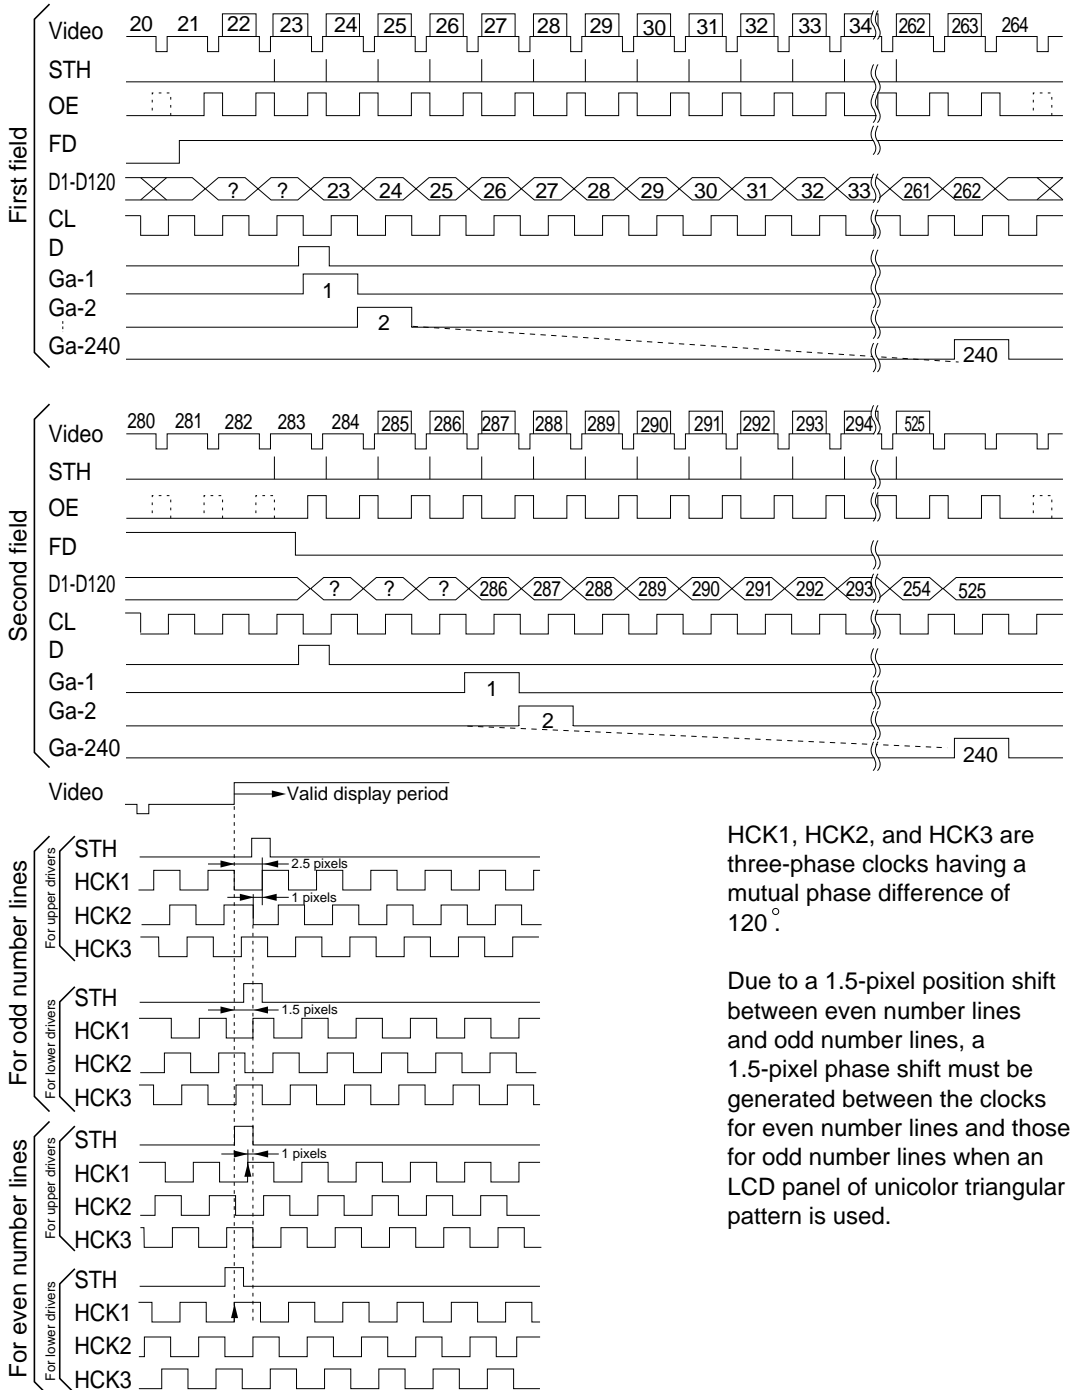 First field
Video 20 21 22 23 24 25 26 27 28 29 30 31 32 33 34 262 263 264
STH
OE
FD
D1-D120 ? ? 23 24 25 26 27 28 29 30 31 32 33 261 262
CL
D
Ga-1 1
Ga-2 2
Ga-240 240
Second field
Video 280 281 282 283 284 285 286 287 288 289 290 291 292 293 294 525
STH
OE
FD
D1-D120 ? ? ? 286 287 288 289 290 291 292 293 254 525
CL
D
Ga-1 1
Ga-2 2
Ga-240 240
Video Valid display period
For odd number lines
For upper drivers
STH
2.5 pixels
HCK1
1 pixels
HCK2
HCK3
For lower drivers
STH
1.5 pixels
HCK1
HCK2
HCK3
For even number lines
For upper drivers
STH
1 pixels
HCK1
HCK2
HCK3
For lower drivers
STH
HCK1
HCK2
HCK3
HCK1, HCK2, and HCK3 are
three-phase clocks having a
mutual phase difference of
120°.
Due to a 1.5-pixel position shift
between even number lines
and odd number lines, a
1.5-pixel phase shift must be
generated between the clocks
for even number lines and those
for odd number lines when an
LCD panel of unicolor triangular
pattern is used.